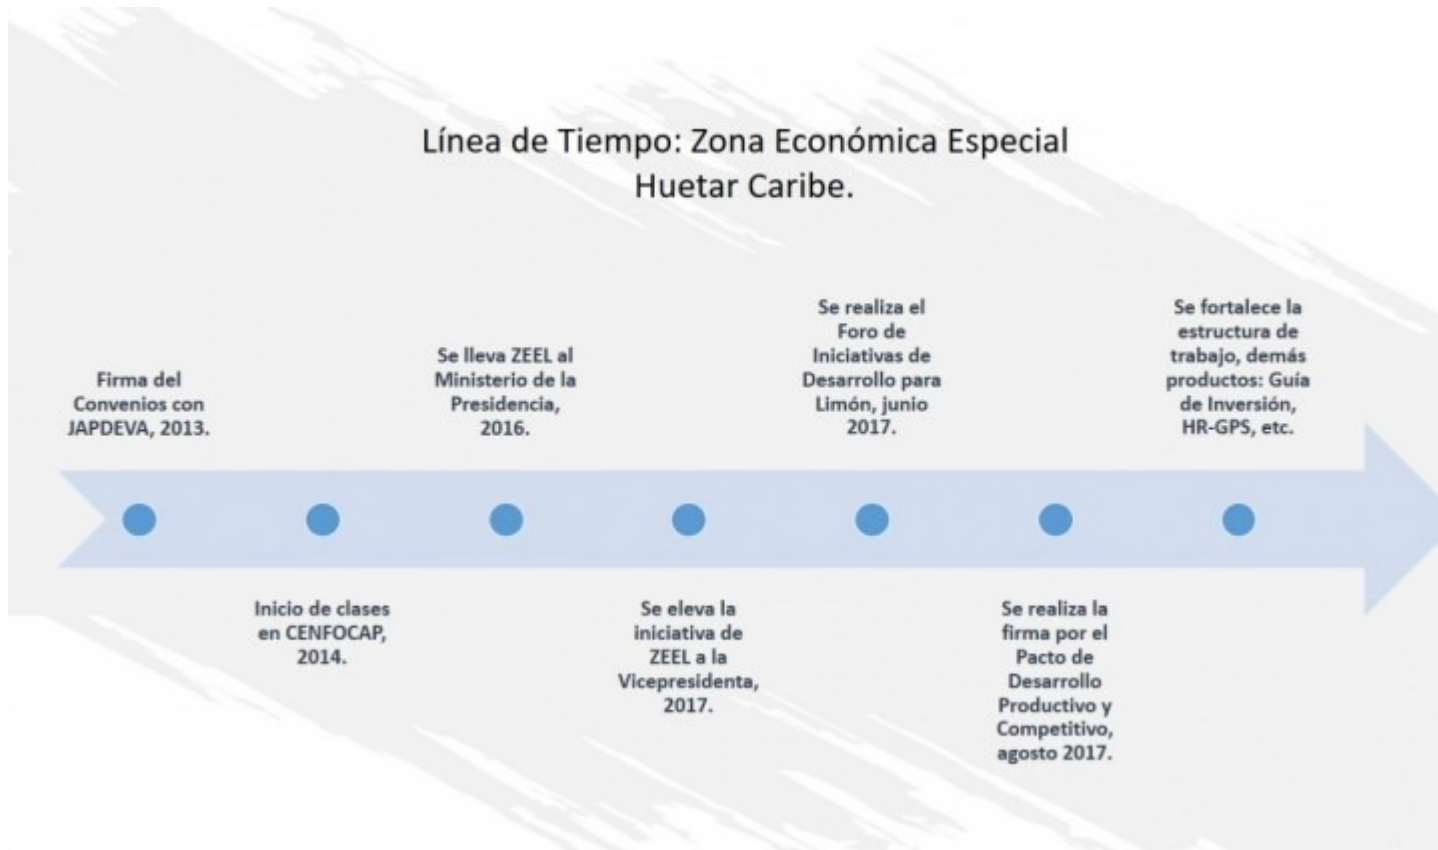 Línea de Tiempo: Zona Económica Especial
Huetar Caribe.
Firma del
Convenios con
JAPDEVA, 2013.
Inicio de clases
en CENFOCAP,
2014.
Se lleva ZEEL al
Ministerio de la
Presidencia,
2016.
Se eleva la
iniciativa de
ZEEL a la
Vicepresidenta,
2017.
Se realiza el
Foro de
Iniciativas de
Desarrollo para
Limón, junio
2017.
Se realiza la
firma por el
Pacto de
Desarrollo
Productivo y
Competitivo,
agosto 2017.
Se fortalece la
estructura de
trabajo, demás
productos: Guía
de Inversión,
HR-GPS, etc.